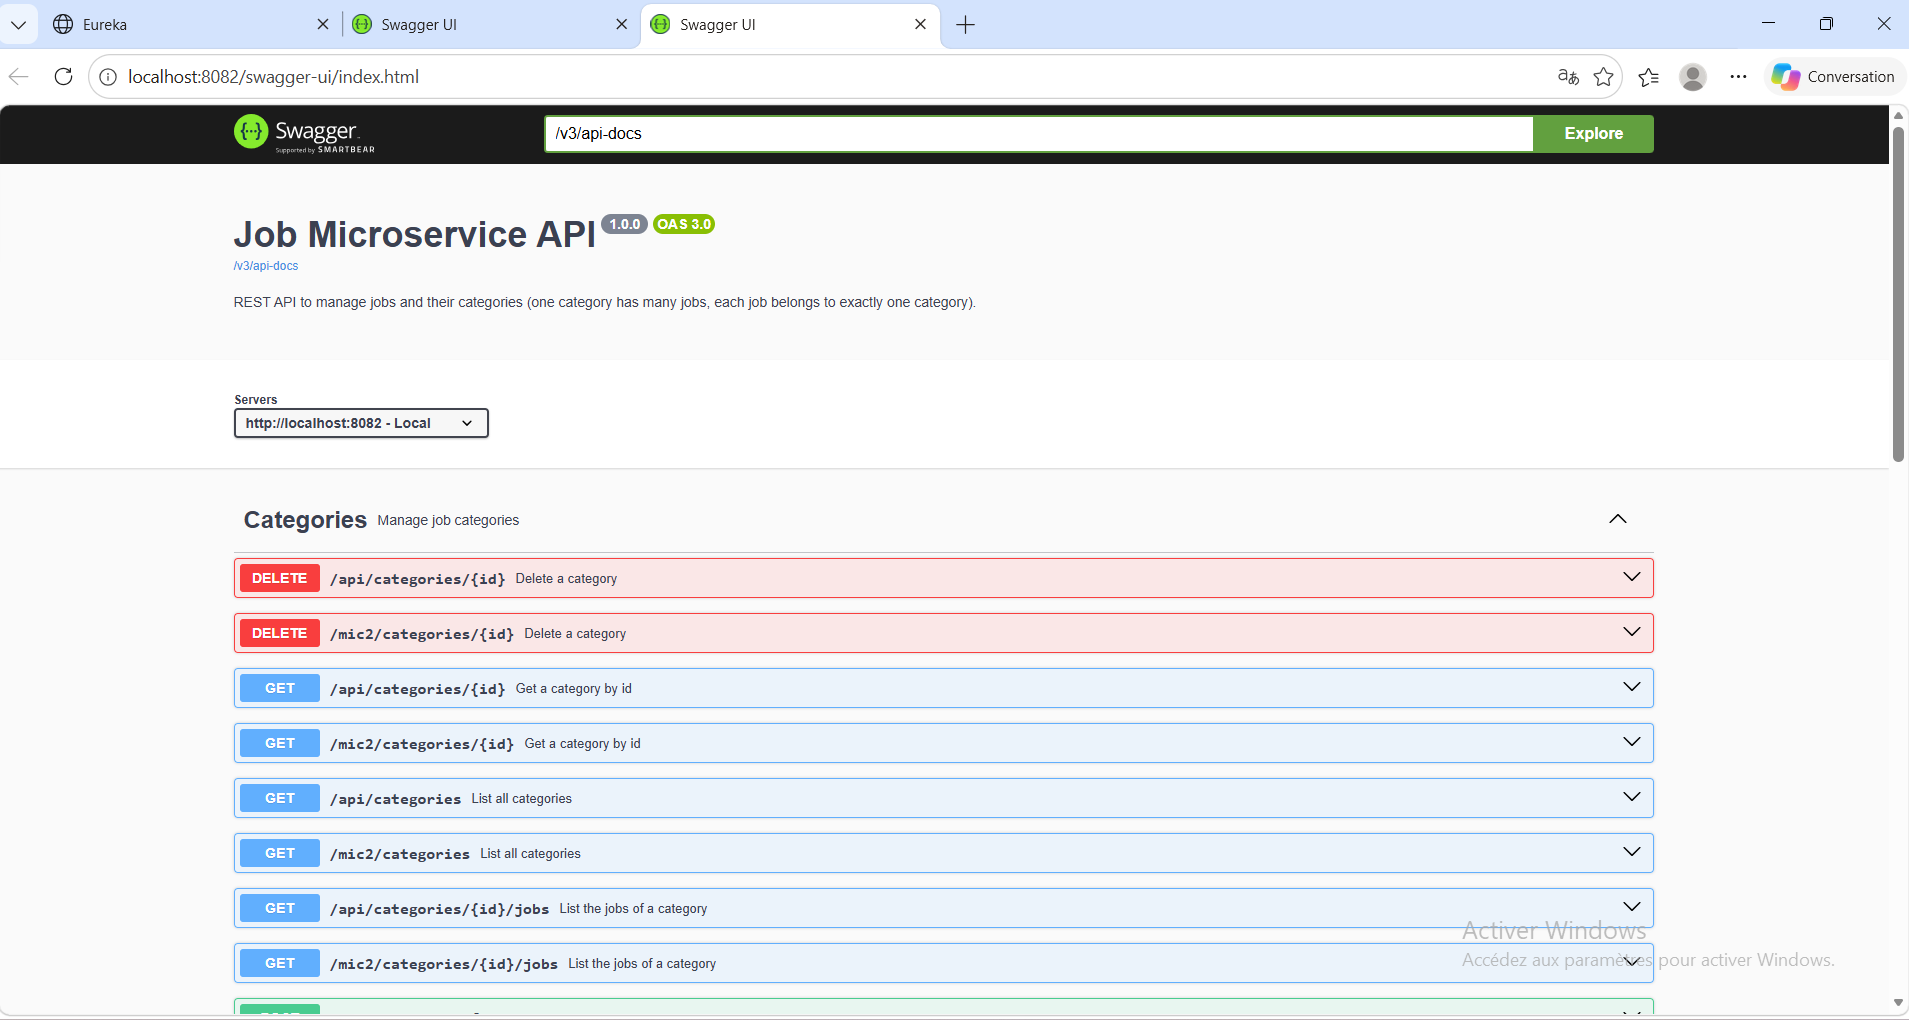 Eureka
Swagger UI
Swagger UI
localhost:8082/swagger-ui/index.html
Conversation
Swagger.
Supported by SMARTBEAR
/v3/api-docs
Explore
Job Microservice API 1.0.0 OAS 3.0
/v3/api-docs
REST API to manage jobs and their categories (one category has many jobs, each job belongs to exactly one category).
Servers
http://localhost:8082 - Local
Categories Manage job categories
DELETE /api/categories/{id} Delete a category
DELETE /mic2/categories/{id} Delete a category
GET /api/categories/{id} Get a category by id
GET /mic2/categories/{id} Get a category by id
GET /api/categories List all categories
GET /mic2/categories List all categories
GET /api/categories/{id}/jobs List the jobs of a category
GET /mic2/categories/{id}/jobs List the jobs of a category
Activer Windows
Accédez aux paramètres pour activer Windows.